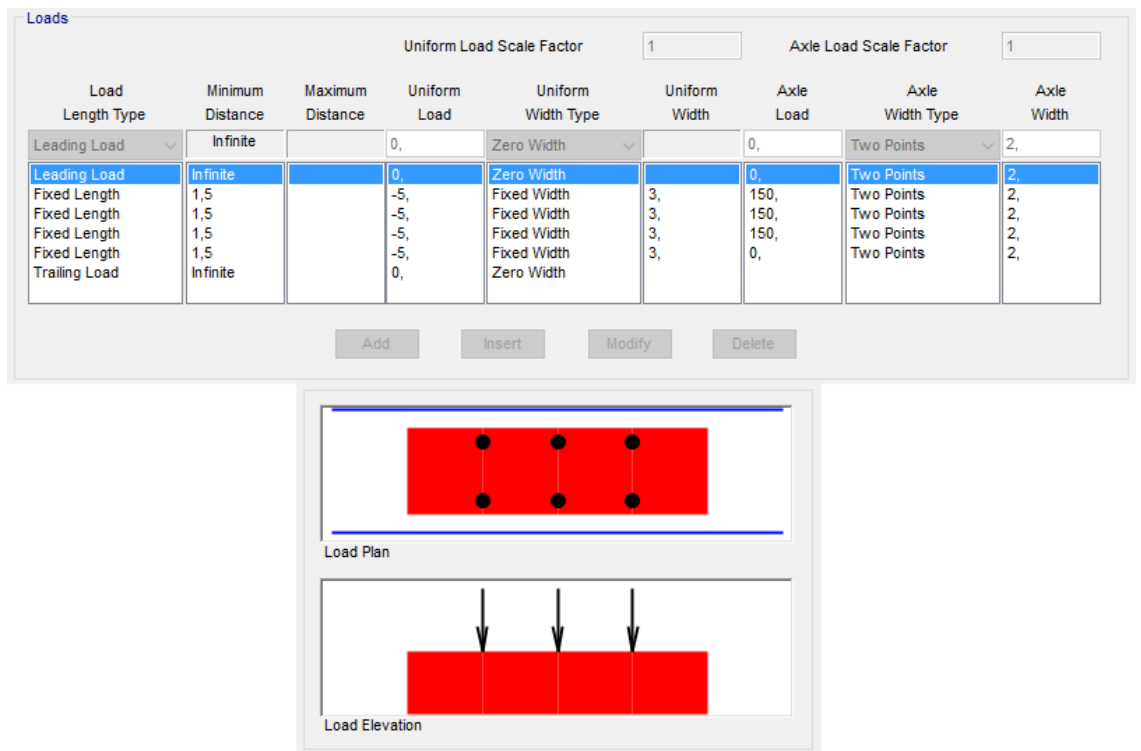 Loads
Uniform Load Scale Factor 1 Axle Load Scale Factor 1
Load Minimum Maximum Uniform Uniform Uniform Axle Axle Axle
Length Type Distance Distance Load Width Type Width Load Width Type Width
Leading Load Infinite 0, Zero Width 0, Two Points 2,
Leading Load Infinite 0, Zero Width 0, Two Points 2,
Fixed Length 1,5 -5, Fixed Width 3, 150, Two Points 2,
Fixed Length 1,5 -5, Fixed Width 3, 150, Two Points 2,
Fixed Length 1,5 -5, Fixed Width 3, 150, Two Points 2,
Fixed Length 1,5 -5, Fixed Width 3, 0, Two Points 2,
Trailing Load Infinite 0, Zero Width
Add Insert Modify Delete
Load Plan
Load Elevation